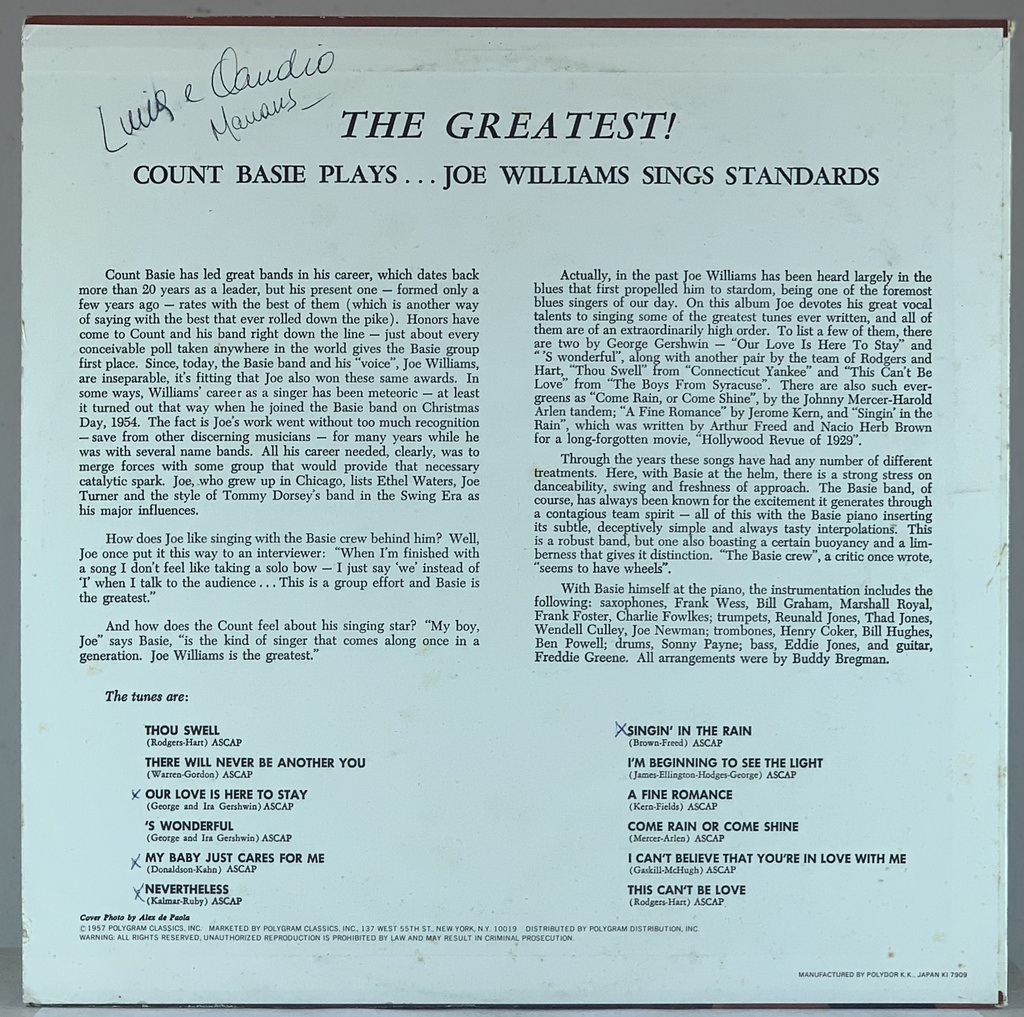 Luiz e Claudio
Manaus
THE GREATEST!
COUNT BASIE PLAYS . . . JOE WILLIAMS SINGS STANDARDS
Count Basie has led great bands in his career, which dates back
more than 20 years as a leader, but his present one — formed only a
few years ago — rates with the best of them (which is another way
of saying with the best that ever rolled down the pike). Honors have
come to Count and his band right down the line — just about every
conceivable poll taken anywhere in the world gives the Basie group
first place. Since, today, the Basie band and his "voice", Joe Williams,
are inseparable, it's fitting that Joe also won these same awards. In
some ways, Williams' career as a singer has been meteoric — at least
it turned out that way when he joined the Basie band on Christmas
Day, 1954. The fact is Joe's work went without too much recognition
— save from other discerning musicians — for many years while he
was with several name bands. All his career needed, clearly, was to
merge forces with some group that would provide that necessary
catalytic spark. Joe, who grew up in Chicago, lists Ethel Waters, Joe
Turner and the style of Tommy Dorsey's band in the Swing Era as
his major influences.
How does Joe like singing with the Basie crew behind him? Well,
Joe once put it this way to an interviewer: "When I'm finished with
a song I don't feel like taking a solo bow — I just say 'we' instead of
'I' when I talk to the audience . . . This is a group effort and Basie is
the greatest."
And how does the Count feel about his singing star? "My boy,
Joe" says Basie, "is the kind of singer that comes along once in a
generation. Joe Williams is the greatest."
Actually, in the past Joe Williams has been heard largely in the
blues that first propelled him to stardom, being one of the foremost
blues singers of our day. On this album Joe devotes his great vocal
talents to singing some of the greatest tunes ever written, and all of
them are of an extraordinarily high order. To list a few of them, there
are two by George Gershwin — "Our Love Is Here To Stay" and
" 'S wonderful", along with another pair by the team of Rodgers and
Hart, "Thou Swell" from "Connecticut Yankee" and "This Can't Be
Love" from "The Boys From Syracuse". There are also such ever-
greens as "Come Rain, or Come Shine", by the Johnny Mercer-Harold
Arlen tandem; "A Fine Romance" by Jerome Kern, and "Singin' in the
Rain", which was written by Arthur Freed and Nacio Herb Brown
for a long-forgotten movie, "Hollywood Revue of 1929".
Through the years these songs have had any number of different
treatments. Here, with Basie at the helm, there is a strong stress on
danceability, swing and freshness of approach. The Basie band, of
course, has always been known for the excitement it generates through
a contagious team spirit — all of this with the Basie piano inserting
its subtle, deceptively simple and always tasty interpolations. This
is a robust band, but one also boasting a certain buoyancy and a lim-
berness that gives it distinction. "The Basie crew", a critic once wrote,
"seems to have wheels".
With Basie himself at the piano, the instrumentation includes the
following: saxophones, Frank Wess, Bill Graham, Marshall Royal,
Frank Foster, Charlie Fowlkes; trumpets, Reunald Jones, Thad Jones,
Wendell Culley, Joe Newman; trombones, Henry Coker, Bill Hughes,
Ben Powell; drums, Sonny Payne; bass, Eddie Jones, and guitar,
Freddie Greene. All arrangements were by Buddy Bregman.
The tunes are:
THOU SWELL
(Rodgers-Hart) ASCAP
THERE WILL NEVER BE ANOTHER YOU
(Warren-Gordon) ASCAP
x OUR LOVE IS HERE TO STAY
(George and Ira Gershwin) ASCAP
'S WONDERFUL
(George and Ira Gershwin) ASCAP
x MY BABY JUST CARES FOR ME
(Donaldson-Kahn) ASCAP
x NEVERTHELESS
(Kalmar-Ruby) ASCAP
x SINGIN' IN THE RAIN
(Brown-Freed) ASCAP
I'M BEGINNING TO SEE THE LIGHT
(James-Ellington-Hodges-George) ASCAP
A FINE ROMANCE
(Kern-Fields) ASCAP
COME RAIN OR COME SHINE
(Mercer-Arlen) ASCAP
I CAN'T BELIEVE THAT YOU'RE IN LOVE WITH ME
(Gaskill-McHugh) ASCAP
THIS CAN'T BE LOVE
(Rodgers-Hart) ASCAP
Cover Photo by Alex de Paola
©1957 POLYGRAM CLASSICS, INC. MARKETED BY POLYGRAM CLASSICS, INC., 137 WEST 55TH ST., NEW YORK, N.Y. 10019 DISTRIBUTED BY POLYGRAM DISTRIBUTION, INC.
WARNING: ALL RIGHTS RESERVED, UNAUTHORIZED REPRODUCTION IS PROHIBITED BY LAW AND MAY RESULT IN CRIMINAL PROSECUTION.
MANUFACTURED BY POLYDOR K.K., JAPAN KI 7909